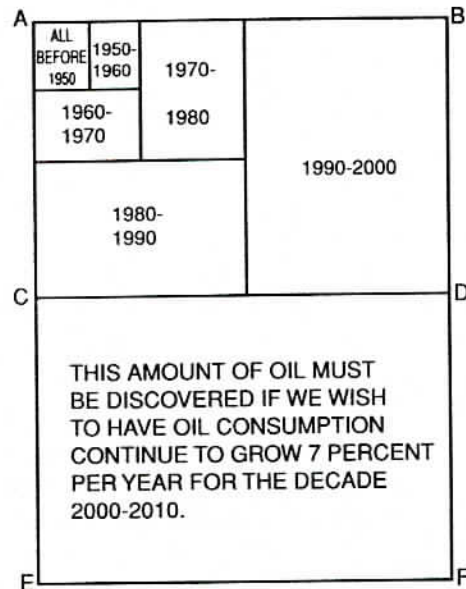 A
B
ALL
BEFORE
1950
1950-
1960
1970-
1980
1960-
1970
1990-2000
1980-
1990
C
D
THIS AMOUNT OF OIL MUST
BE DISCOVERED IF WE WISH
TO HAVE OIL CONSUMPTION
CONTINUE TO GROW 7 PERCENT
PER YEAR FOR THE DECADE
2000-2010.
E
F